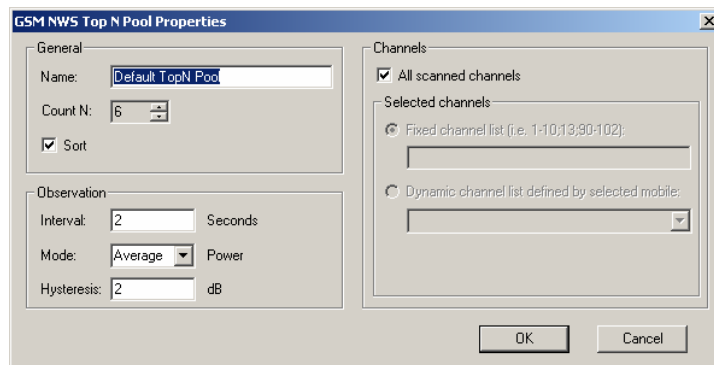 GSM NWS Top N Pool Properties
General
Name: Default TopN Pool
Count N: 6
Sort
Observation
Interval: 2 Seconds
Mode: Average Power
Hysteresis: 2 dB
Channels
All scanned channels
Selected channels
Fixed channel list (i.e. 1-10;13;90-102):
Dynamic channel list defined by selected mobile:
OK Cancel